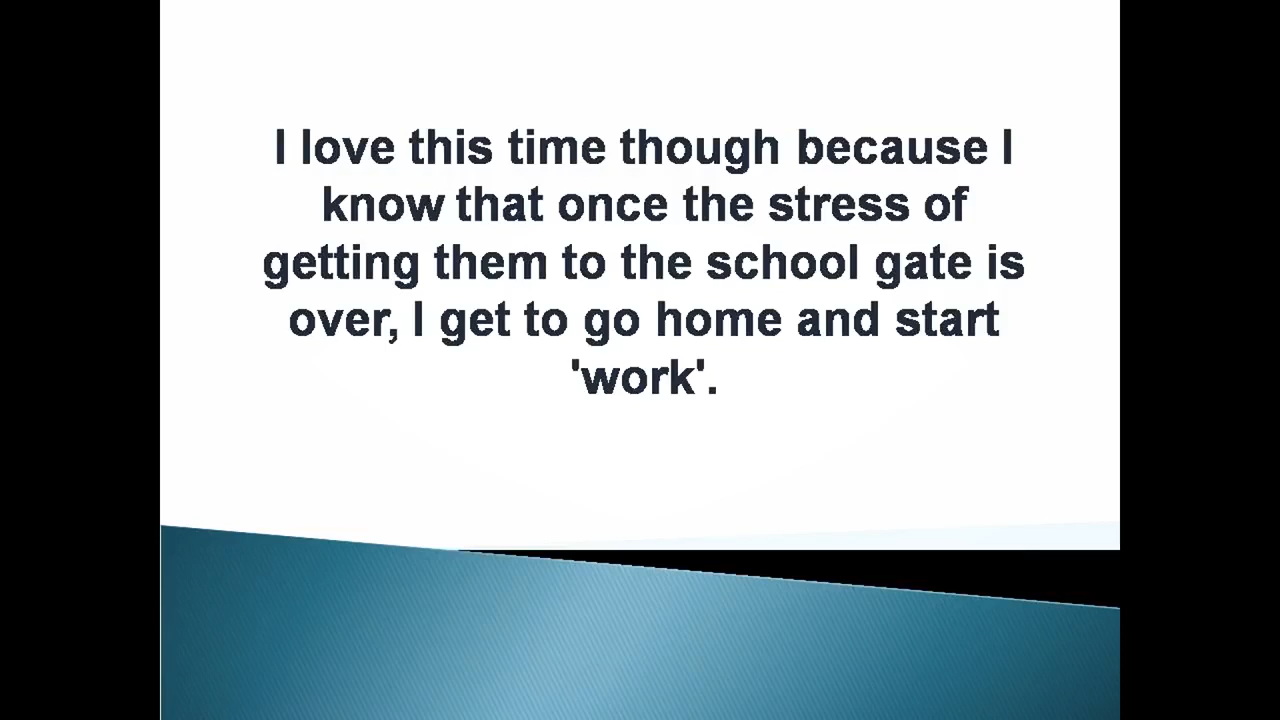 I love this time though because I
know that once the stress of
getting them to the school gate is
over, I get to go home and start
'work'.